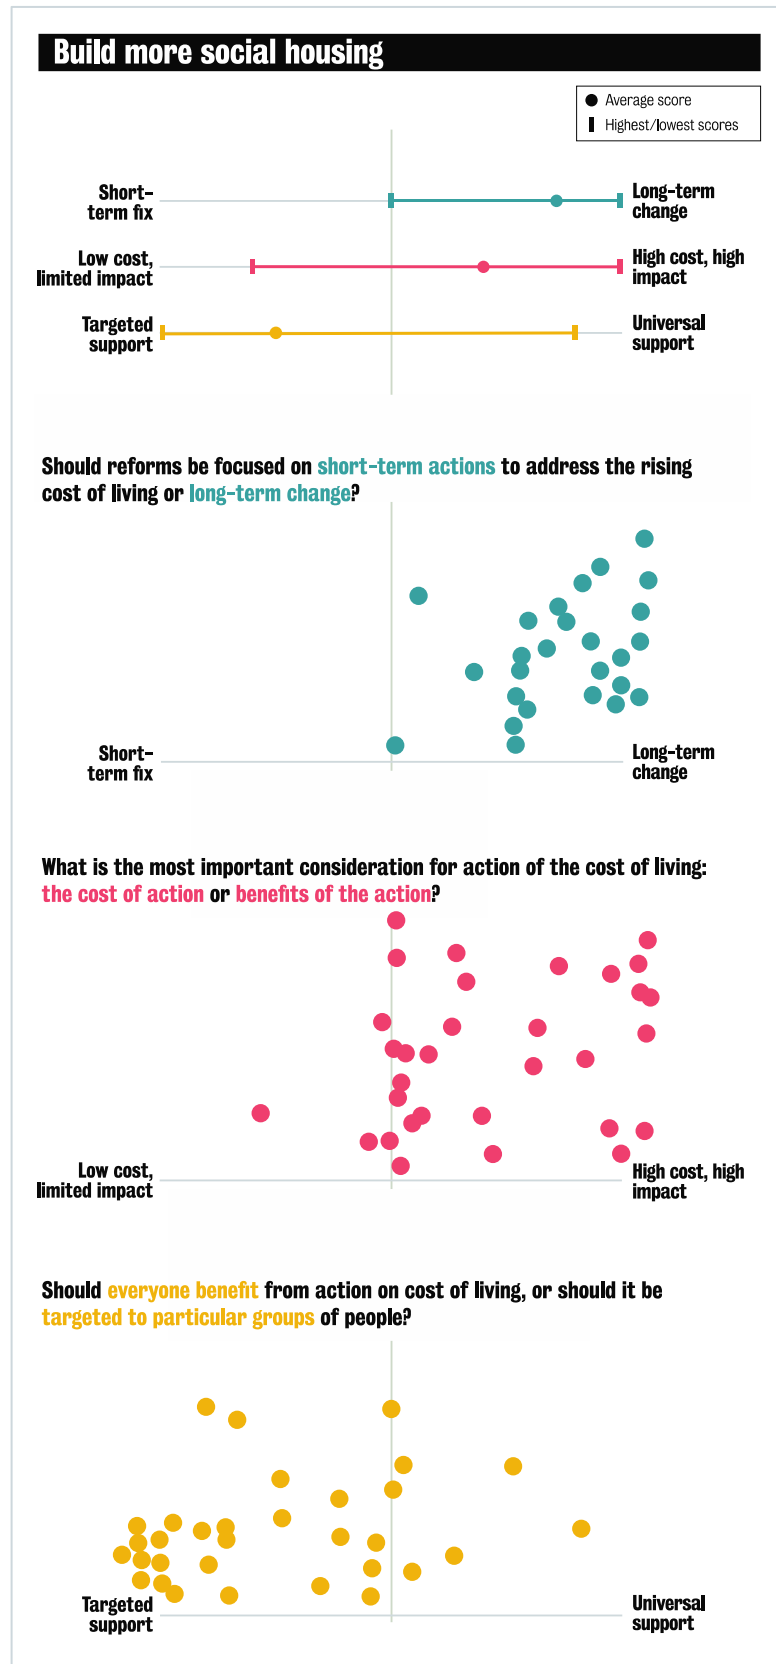 Build more social housing
Average score
Highest/lowest scores
Short-
term fix
Long-term
change
Low cost,
limited impact
High cost, high
impact
Targeted
support
Universal
support
Should reforms be focused on short-term actions to address the rising
cost of living or long-term change?
Short-
term fix
Long-term
change
What is the most important consideration for action of the cost of living:
the cost of action or benefits of the action?
Low cost,
limited impact
High cost, high
impact
Should everyone benefit from action on cost of living, or should it be
targeted to particular groups of people?
Targeted
support
Universal
support